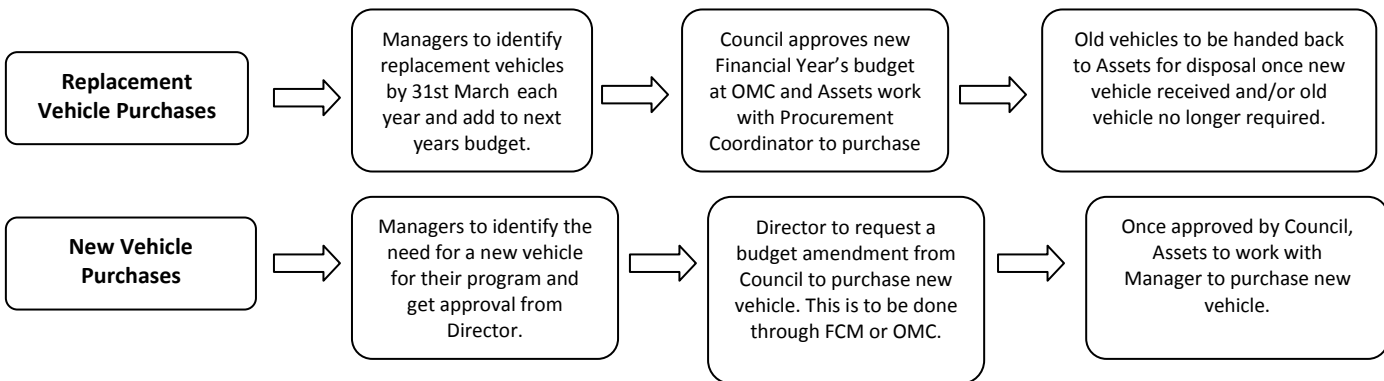 Replacement
Vehicle Purchases
Managers to identify
replacement vehicles
by 31st March each
year and add to next
years budget.
Council approves new
Financial Year's budget
at OMC and Assets work
with Procurement
Coordinator to purchase
Old vehicles to be handed back
to Assets for disposal once new
vehicle received and/or old
vehicle no longer required.
New Vehicle
Purchases
Managers to identify the
need for a new vehicle
for their program and
get approval from
Director.
Director to request a
budget amendment from
Council to purchase new
vehicle. This is to be done
through FCM or OMC.
Once approved by Council,
Assets to work with
Manager to purchase new
vehicle.